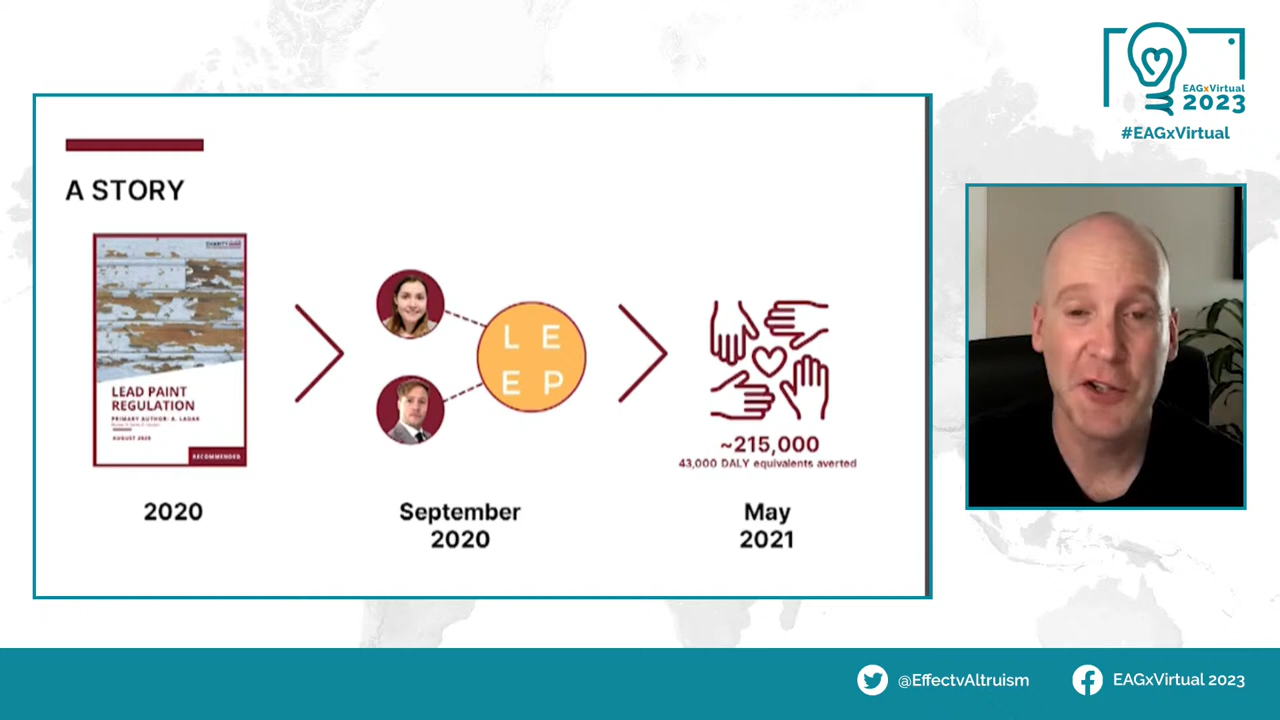 EAGxVirtual
2023
#EAGxVirtual
A STORY
CHARITY
LEAD PAINT
REGULATION
PRIMARY AUTHOR: A. LADAK
AUGUST 2020
RECOMMENDED
L E
E P
~215,000
43,000 DALY equivalents averted
2020
September
2020
May
2021
@EffectvAltruism
EAGxVirtual 2023